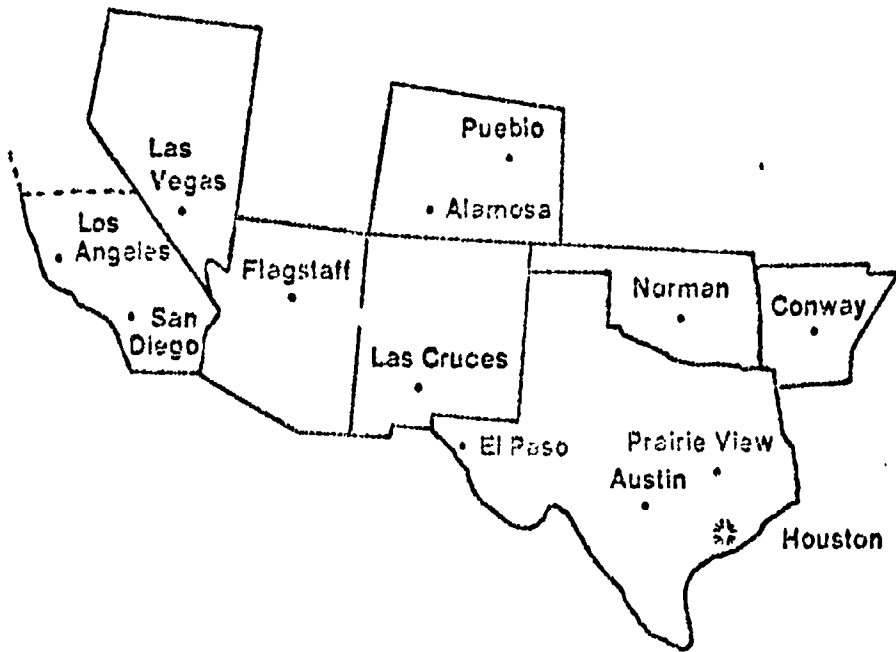 Pueblo
Las
Vegas
Alamosa
Los
Angeles
Flagstaff
Norman
Conway
San
Diego
Las Cruces
El Paso
Prairie View
Austin
Houston